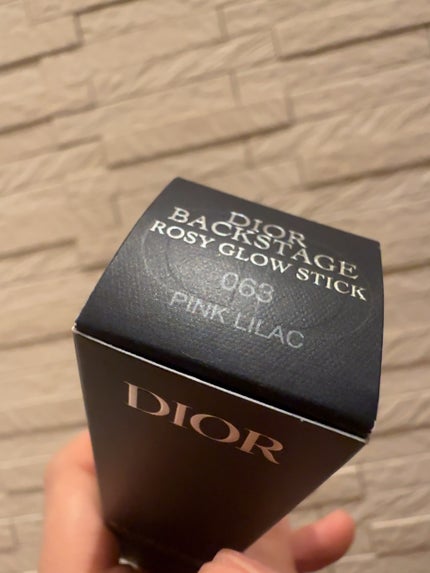 DIOR
BACKSTAGE
ROSY GLOW STICK
063
PINK LILAC
DIOR